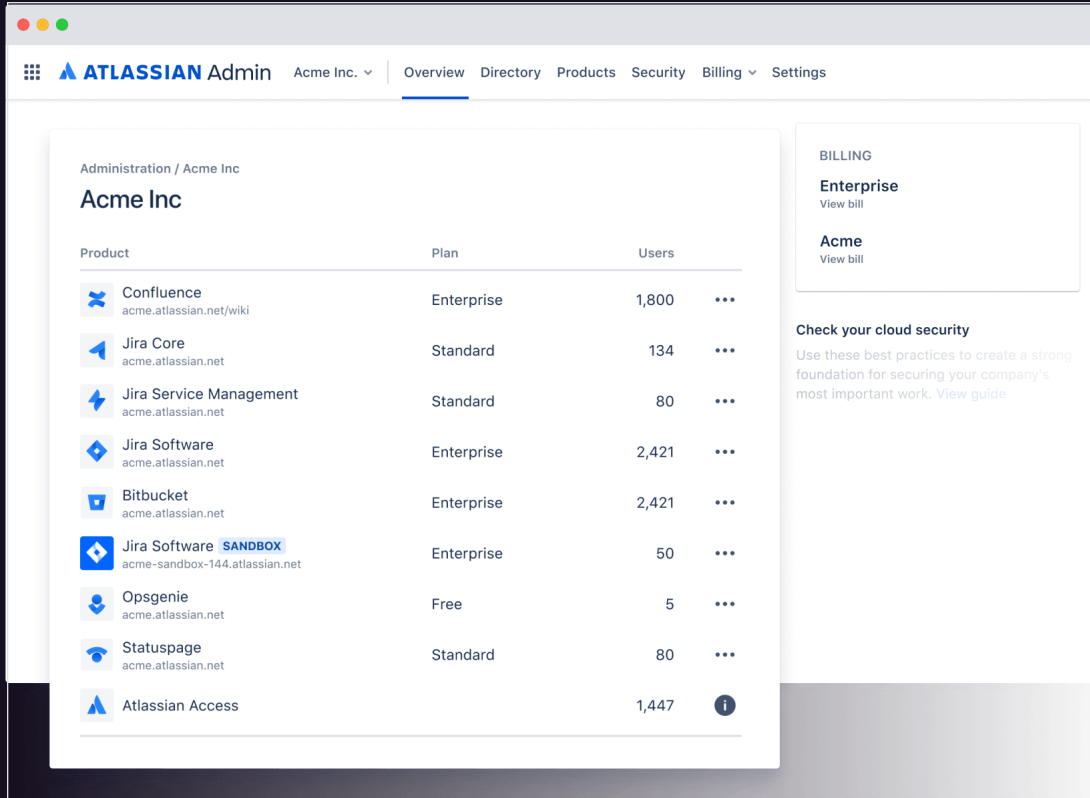 ATLASSIAN Admin Acme Inc. Overview Directory Products Security Billing Settings
Administration / Acme Inc
Acme Inc
Product Plan Users
Confluence
acme.atlassian.net/wiki
Enterprise 1,800
Jira Core
acme.atlassian.net
Standard 134
Jira Service Management
acme.atlassian.net
Standard 80
Jira Software
acme.atlassian.net
Enterprise 2,421
Bitbucket
acme.atlassian.net
Enterprise 2,421
Jira Software SANDBOX
acme-sandbox-144.atlassian.net
Enterprise 50
Opsgenie
acme.atlassian.net
Free 5
Statuspage
acme.atlassian.net
Standard 80
Atlassian Access 1,447
BILLING
Enterprise
View bill
Acme
View bill
Check your cloud security
Use these best practices to create a strong
foundation for securing your company's
most important work. View guide